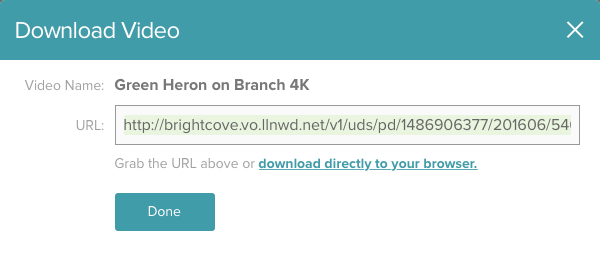 Download Video
Video Name: Green Heron on Branch 4K
URL: http://brightcove.vo.llnwd.net/v1/uds/pd/1486906377/201606/54
Grab the URL above or download directly to your browser.
Done